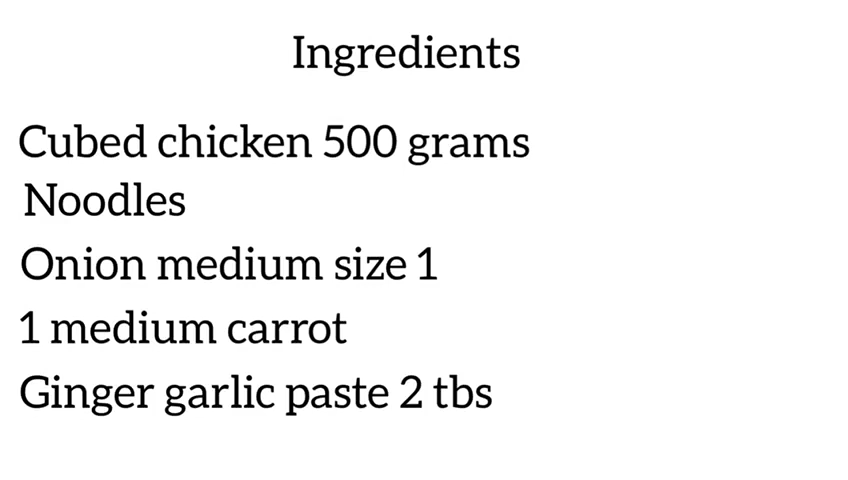 Ingredients
Cubed chicken 500 grams
Noodles
Onion medium size 1
1 medium carrot
Ginger garlic paste 2 tbs